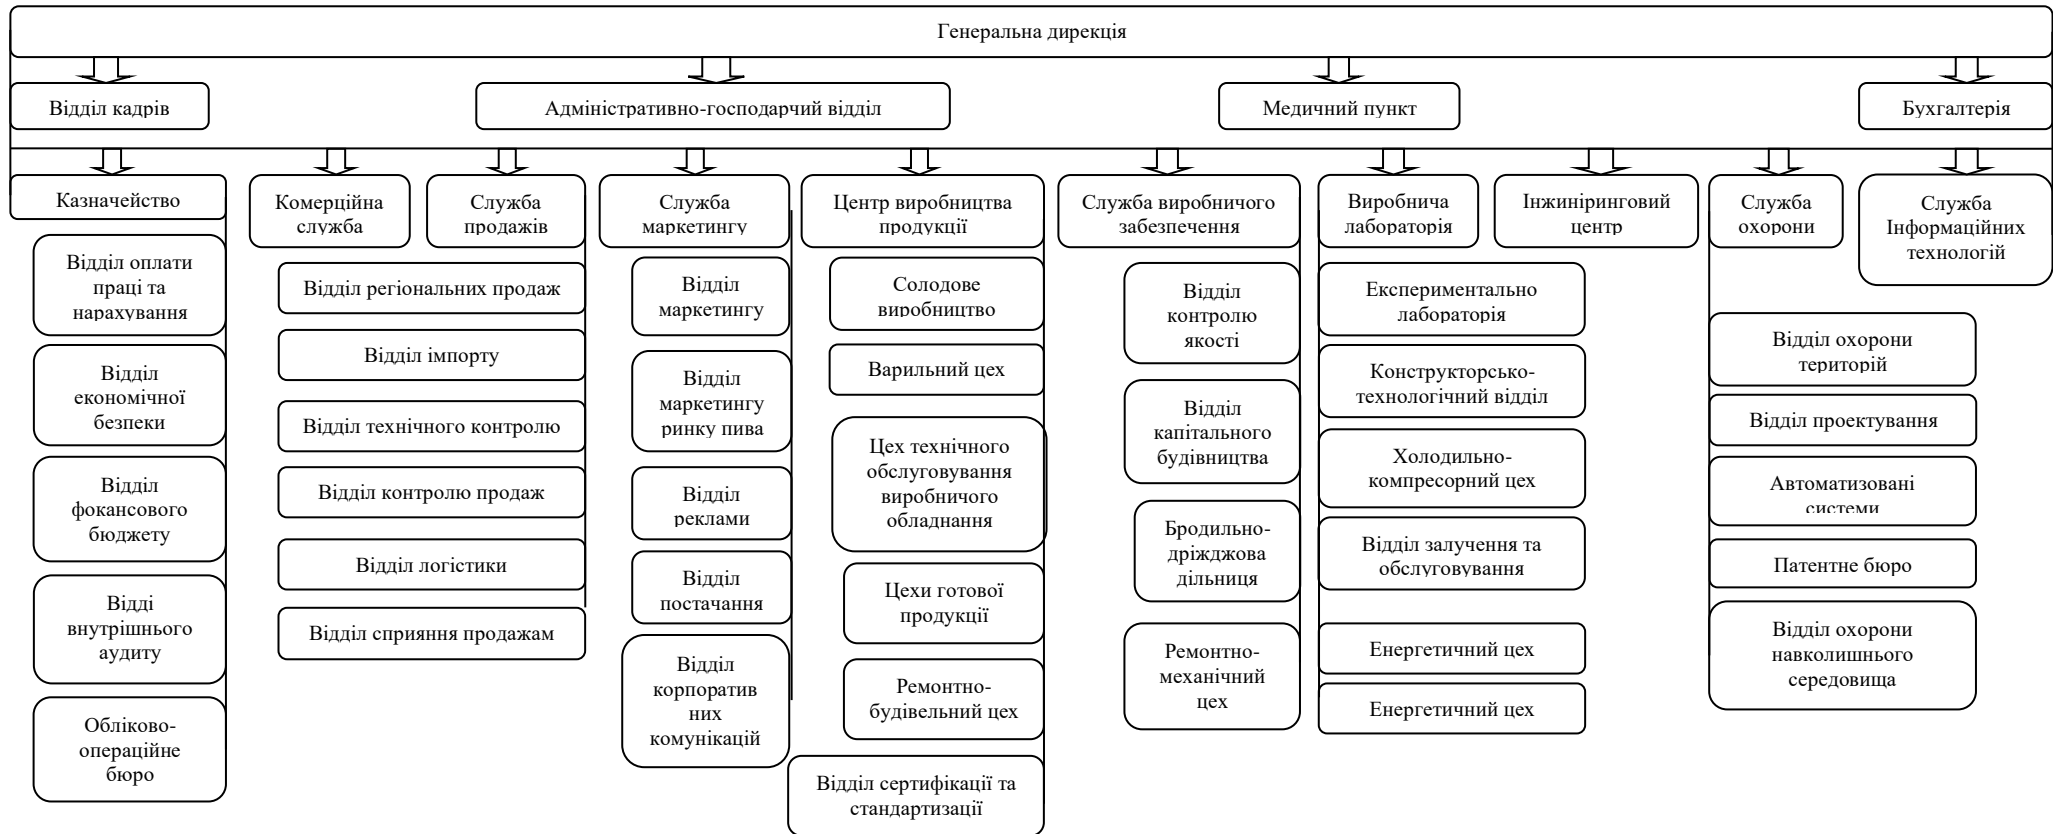 Генеральна дирекція
Відділ кадрів
Адміністративно-господарчий відділ
Медичний пункт
Бухгалтерія
Казначейство
Відділ оплати
праці та
нарахування
Відділ
економічної
безпеки
Відділ
фокансового
бюджету
Відді
внутрішнього
аудиту
Обліково-
операційне
бюро
Комерційна
служба
Служба
продажів
Відділ регіональних продаж
Відділ імпорту
Відділ технічного контролю
Відділ контролю продаж
Відділ логістики
Відділ сприяння продажам
Служба
маркетингу
Відділ
маркетингу
Відділ
маркетингу
ринку пива
Відділ
реклами
Відділ
постачання
Відділ
корпоратив
них
комунікацій
Центр виробництва
продукції
Солодове
виробництво
Варильний цех
Цех технічного
обслуговування
виробничого
обладнання
Цехи готової
продукції
Ремонтно-
будівельний цех
Відділ сертифікації та
стандартизації
Служба виробничого
забезпечення
Відділ
контролю
якості
Відділ
капітального
будівництва
Бродильно-
дріжджова
дільниця
Ремонтно-
механічний
цех
Виробнича
лабораторія
Інжиніринговий
центр
Експериментально
лабораторія
Конструкторсько-
технологічний відділ
Холодильно-
компресорний цех
Відділ залучення та
обслуговування
Енергетичний цех
Енергетичний цех
Служба
охорони
Відділ охорони
територій
Відділ проектування
Автоматизовані
системи
Патентне бюро
Відділ охорони
навколишнього
середовища
Служба
Інформаційних
технологій